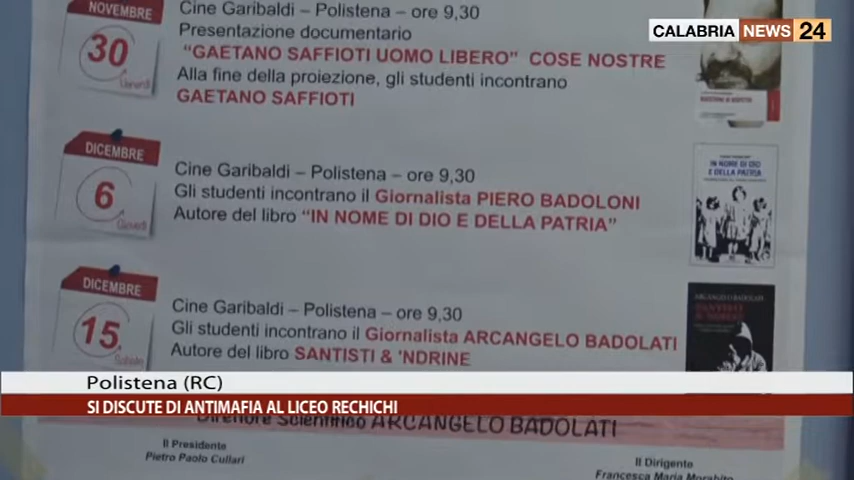 CALABRIA NEWS 24
NOVEMBRE
30
Venerdì
Cine Garibaldi – Polistena – ore 9,30
Presentazione documentario
“GAETANO SAFFIOTI UOMO LIBERO” COSE NOSTRE
Alla fine della proiezione, gli studenti incontrano
GAETANO SAFFIOTI
DICEMBRE
6
Giovedì
Cine Garibaldi – Polistena – ore 9,30
Gli studenti incontrano il Giornalista PIERO BADOLONI
Autore del libro “IN NOME DI DIO E DELLA PATRIA”
IN NOME DI DIO
E DELLA PATRIA
DICEMBRE
15
Sabato
Cine Garibaldi – Polistena – ore 9,30
Gli studenti incontrano il Giornalista ARCANGELO BADOLATI
Autore del libro SANTISTI & 'NDRINE
ARCANGELO BADOLATI
SANTISTI
& 'NDRINE
Polistena (RC)
SI DISCUTE DI ANTIMAFIA AL LICEO RECHICHI
Direttore Scientifico ARCANGELO BADOLATI
Il Presidente
Pietro Paolo Cullari
Il Dirigente
Francesca Maria Morabito